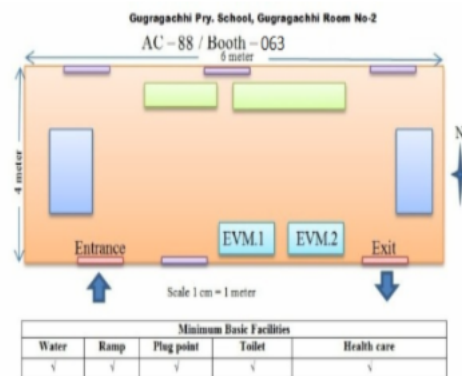 Gugragachhi Pry. School, Gugragachhi Room No-2
AC – 88 / Booth – 063
6 meter
4 meter
N
EVM.1 EVM.2
Entrance Exit
Scale 1 cm = 1 meter
Minimum Basic Facilities
Water Ramp Plug point Toilet Health care
√ √ √ √ √